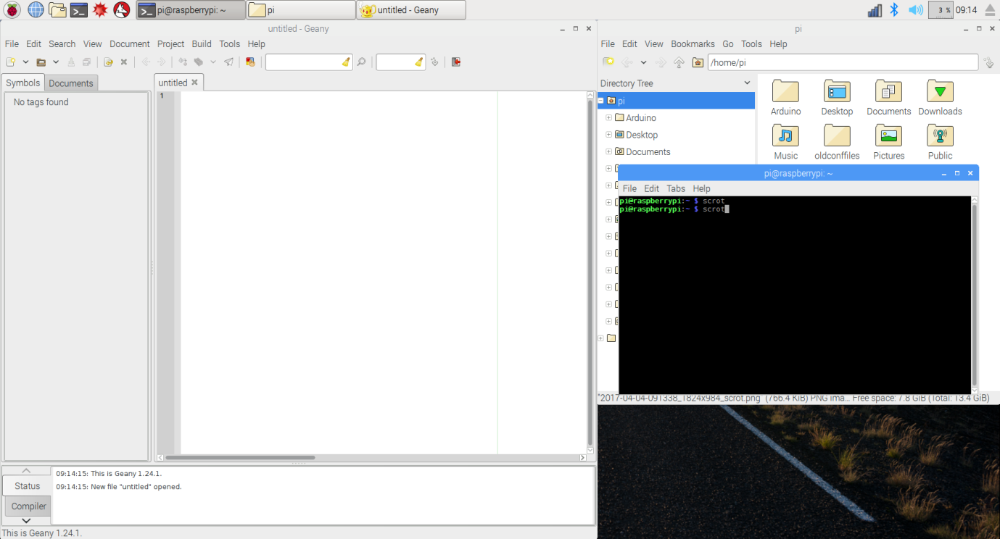 pi@raspberrypi: ~
pi
untitled - Geany
3 %
09:14
untitled - Geany
File Edit Search View Document Project Build Tools Help
Symbols
Documents
No tags found
untitled
1
09:14:15: This is Geany 1.24.1.
09:14:15: New file "untitled" opened.
Status
Compiler
This is Geany 1.24.1.
pi
File Edit View Bookmarks Go Tools Help
/home/pi
Directory Tree
pi
Arduino
Desktop
Documents
Arduino Desktop Documents Downloads
Music oldconffiles Pictures Public
pi@raspberrypi: ~
File Edit Tabs Help
pi@raspberrypi:~ $ scrot
pi@raspberrypi:~ $ scrot
"2017-04-04-091338_1824x984_scrot.png" (766.4 KiB) PNG ima... Free space: 7.8 GiB (Total: 13.4 GiB)